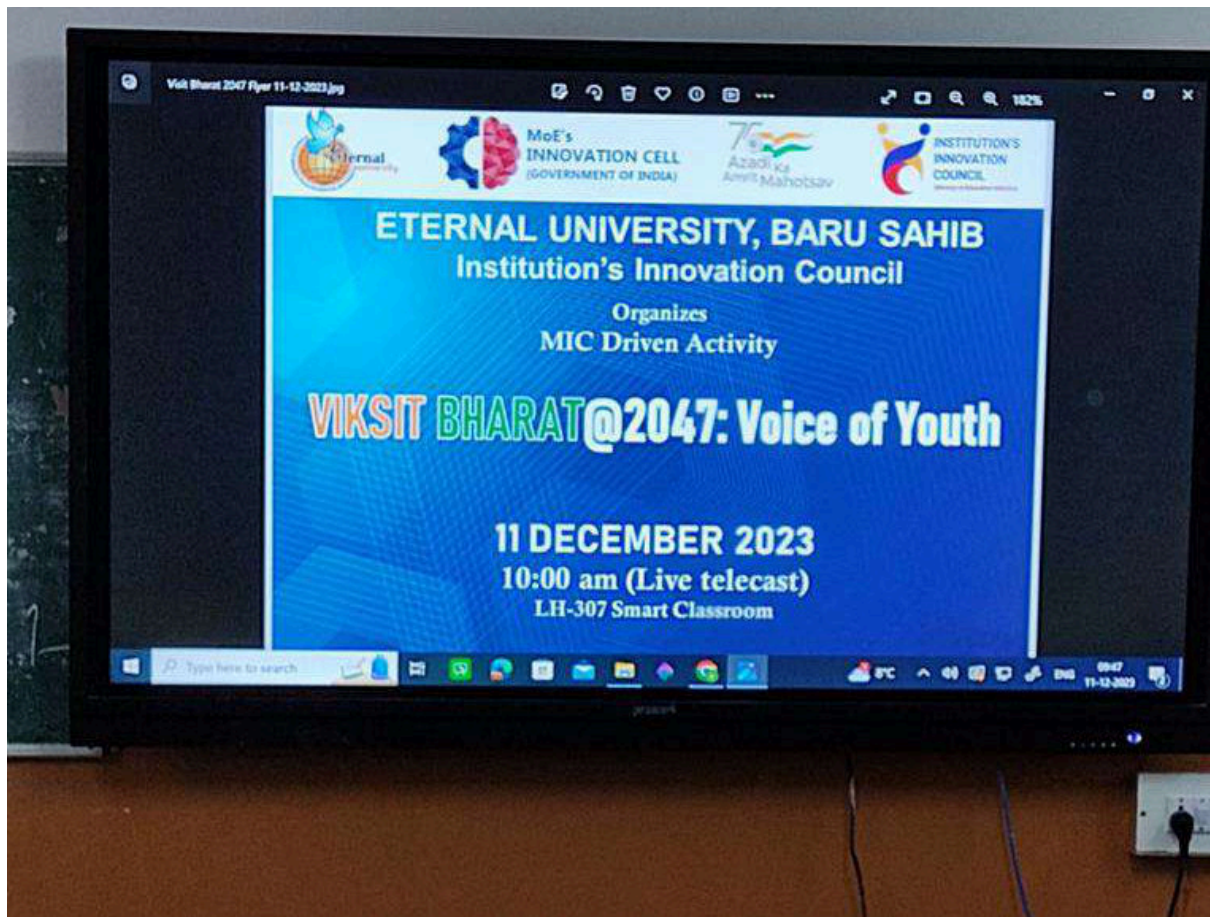 Visit Bharat 2047 Flyer 11-12-2023.jpg
182%
Eternal
University
MoE's
INNOVATION CELL
(GOVERNMENT OF INDIA)
Azadi Ka
Amrit Mahotsav
INSTITUTION'S
INNOVATION
COUNCIL
ETERNAL UNIVERSITY, BARU SAHIB
Institution's Innovation Council
Organizes
MIC Driven Activity
VIKSIT BHARAT@2047: Voice of Youth
11 DECEMBER 2023
10:00 am (Live telecast)
LH-307 Smart Classroom
Type here to search
8°C
ENG
09:47
11-12-2023